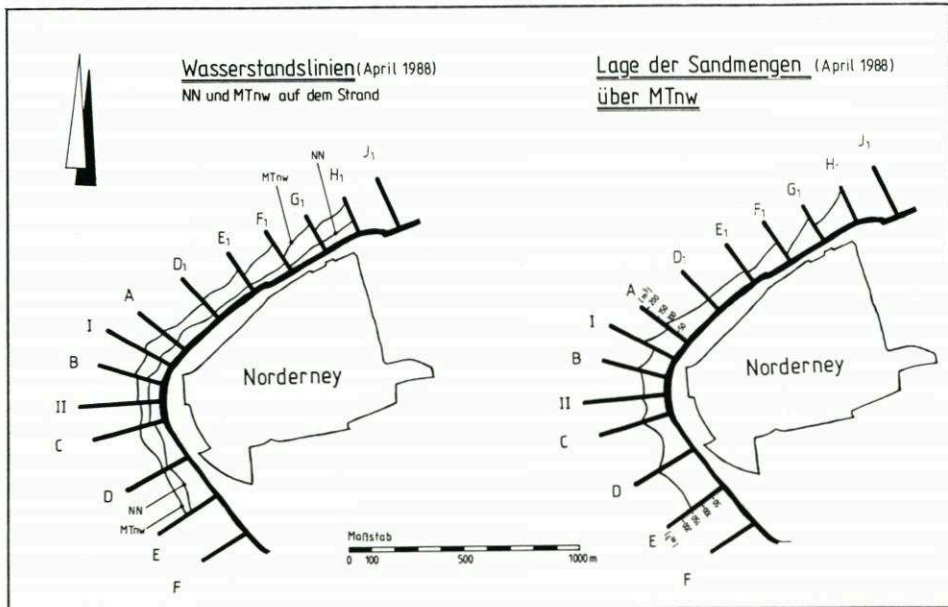 Wasserstandslinien (April 1988)
NN und MTnw auf dem Strand
NN
MTnw
J1
H1
G1
F1
E1
D1
A
I
B
II
C
D
NN
MTnw
E
F
Norderney
Maßstab
0 100 500 1000 m
Lage der Sandmengen (April 1988)
über MTnw
J1
H1
G1
F1
E1
D1
A
I
B
II
C
D
E
F
Norderney